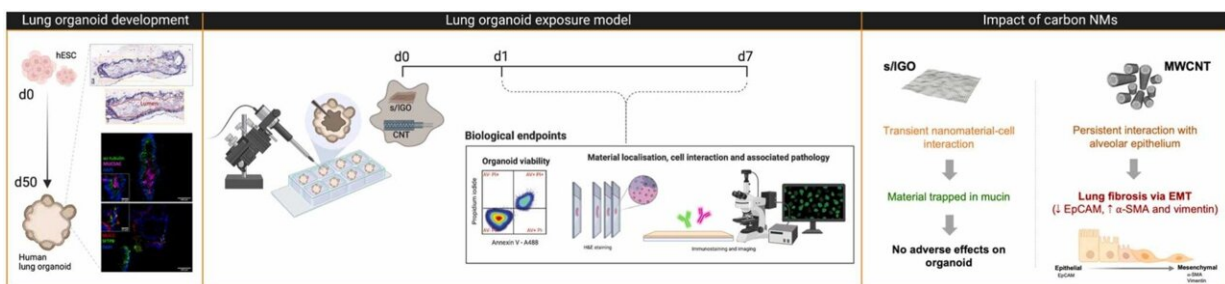 Lung organoid development
hESC
d0
d50
Human
lung organoid
Lumen
Lung organoid exposure model
d0
d1
d7
s/lGO
CNT
Biological endpoints
Organoid viability
Propidium iodide
Annexin V - A488
Material localisation, cell interaction and associated pathology
H&E staining
Immunostaining and imaging
Impact of carbon NMs
s/lGO
Transient nanomaterial-cell
interaction
Material trapped in mucin
No adverse effects on
organoid
MWCNT
Persistent interaction with
alveolar epithelium
Lung fibrosis via EMT
(↓ EpCAM, ↑ α-SMA and vimentin)
Epithelial
EpCAM
Mesenchymal
α-SMA
Vimentin